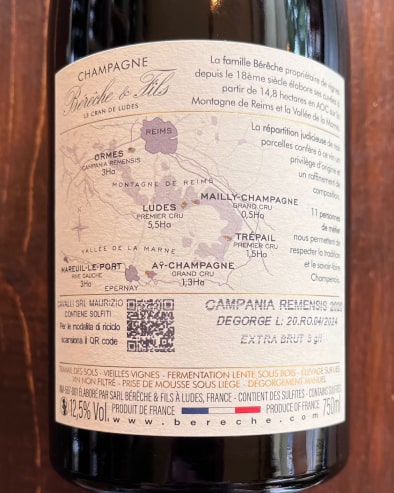 CHAMPAGNE
Bérêche & Fils
LE CRAN DE LUDES
La famille Bérêche propriétaire de vignes
depuis le 18ème siècle élabore ses cuvées à
partir de 14,8 hectares en AOC sur la
Montagne de Reims et la Vallée de la Marne.
La répartition judicieuse de nos
parcelles confère à ce vin un
privilège d'origine et
un raffinement de
composition.
11 personnes
de métier
nous permettent de
respecter la tradition
et le savoir-faire
Champenois.
REIMS
ORMES
CAMPANIA REMENSIS
3Ha
MONTAGNE DE REIMS
MAILLY-CHAMPAGNE
GRAND CRU
0,5Ha
LUDES
PREMIER CRU
5,5Ha
TRÉPAIL
PREMIER CRU
1,5Ha
VALLÉE DE LA MARNE
MAREUIL-LE-PORT
RIVE GAUCHE
3Ha
AŸ-CHAMPAGNE
GRAND CRU
1,3Ha
EPERNAY
CAVALLI SRL MAURIZIO
CONTIENE SOLFITI
Per le modalità di riciclo
scansiona il QR code
CAMPANIA REMENSIS
DEGORGE L: 20.RO.04/2024
EXTRA BRUT 3 g/l
TRAVAIL DES SOLS - VIEILLES VIGNES - FERMENTATION LENTE SOUS BOIS - ÉLEVAGE SUR LIES
VIN NON FILTRÉ - PRISE DE MOUSSE SOUS LIÈGE - DÉGORGEMENT MANUEL
ÉLABORÉ PAR SARL BÉRÊCHE & FILS À LUDES, FRANCE - CONTIENT DES SULFITES - CONTAINS SULFITES
12,5% Vol. PRODUIT DE FRANCE PRODUCE OF FRANCE 750ml
www.bereche.com